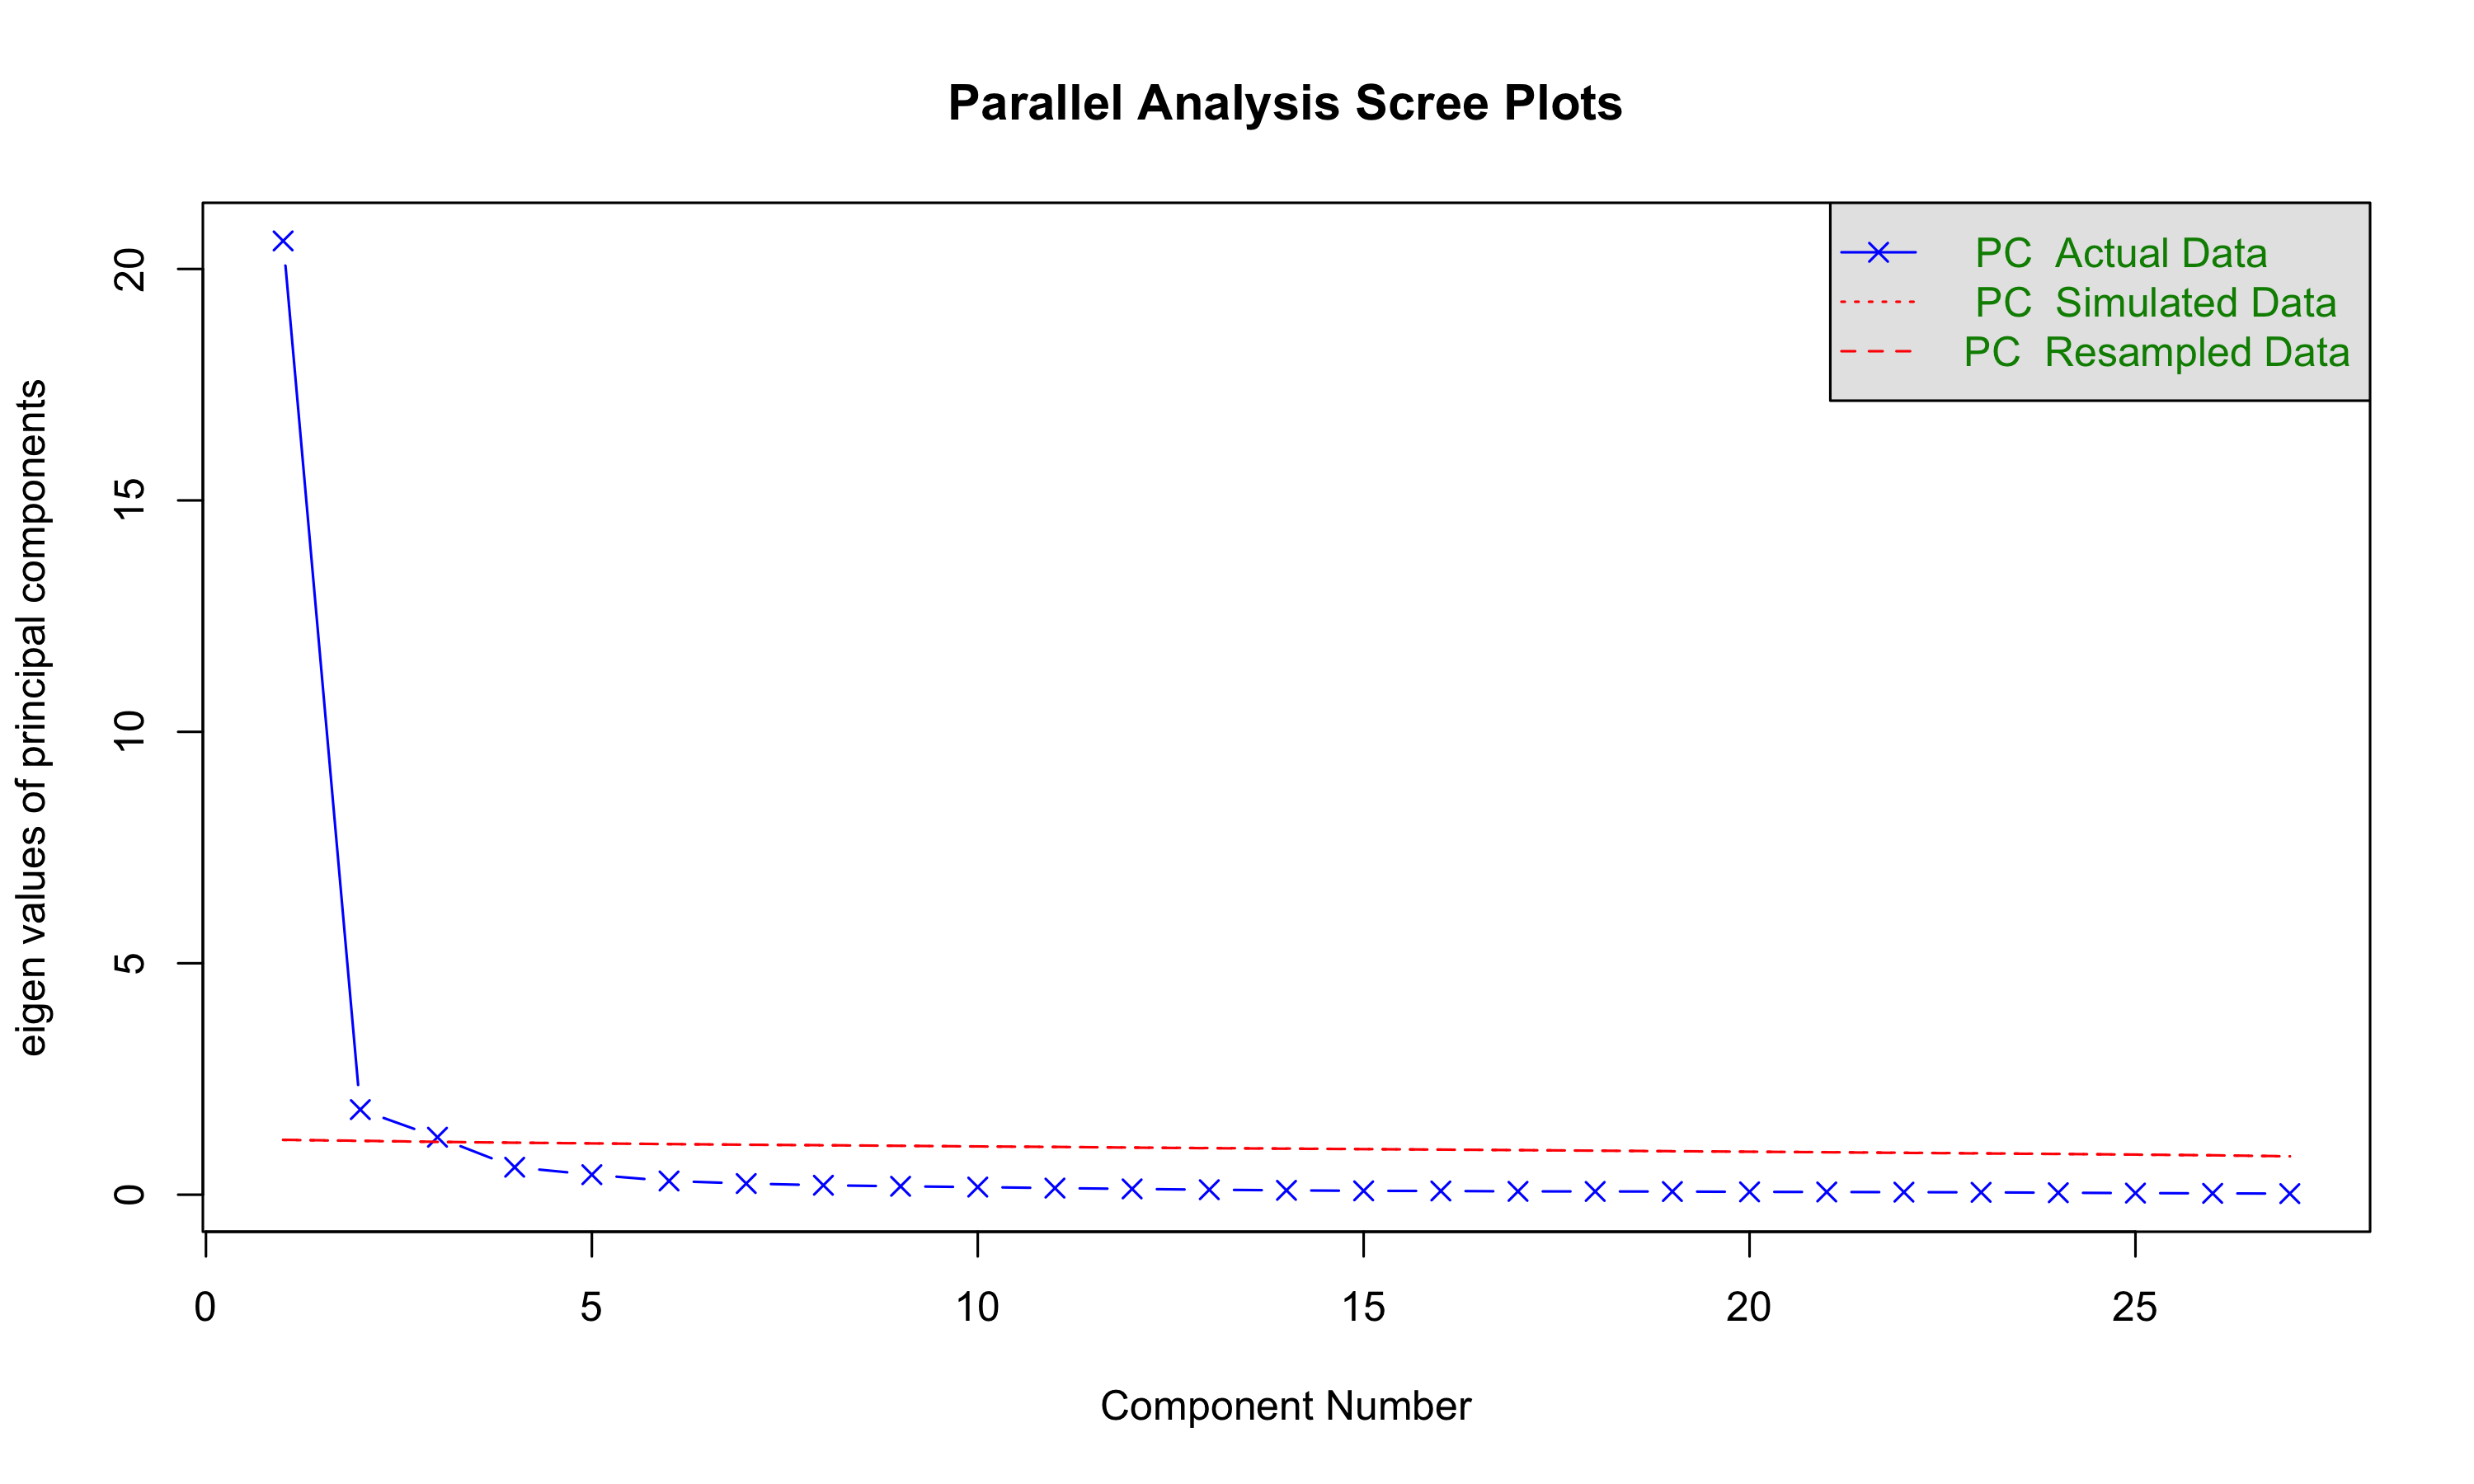 Parallel Analysis Scree Plots
PC Actual Data
PC Simulated Data
PC Resampled Data
eigen values of principal components
20
15
10
5
0
0 5 10 15 20 25
Component Number